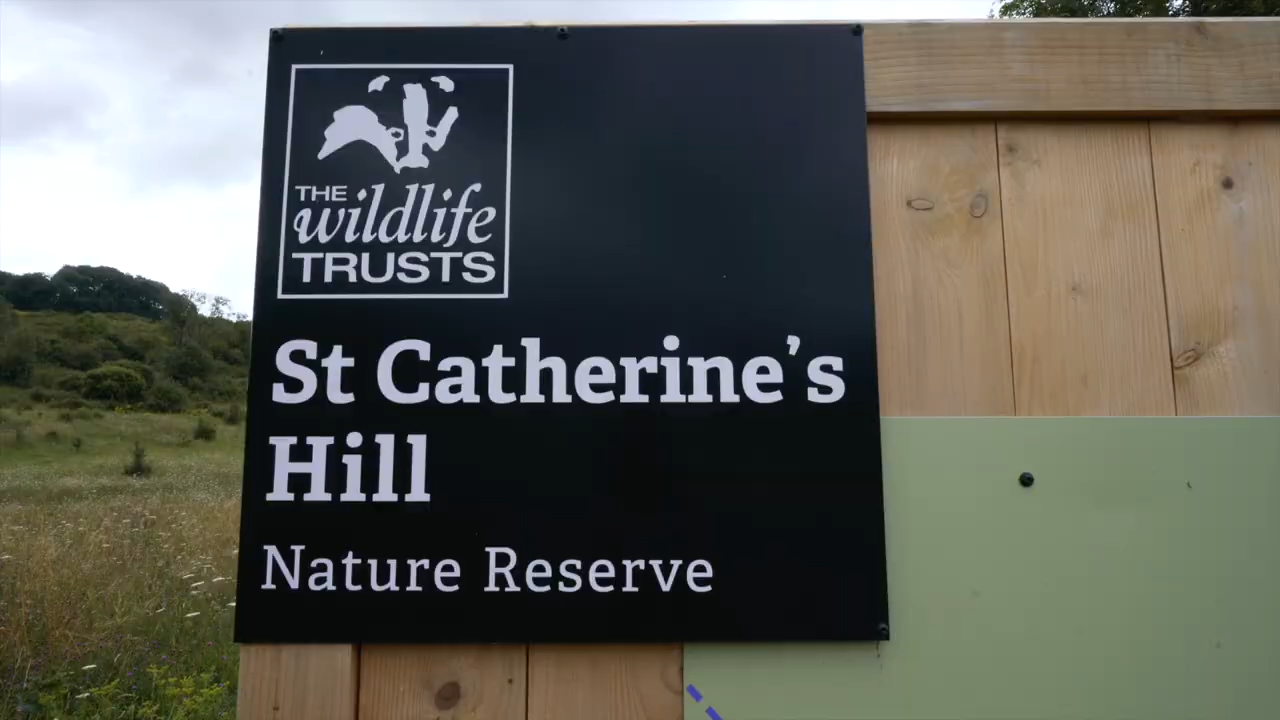 THE
wildlife
TRUSTS
St Catherine’s
Hill
Nature Reserve